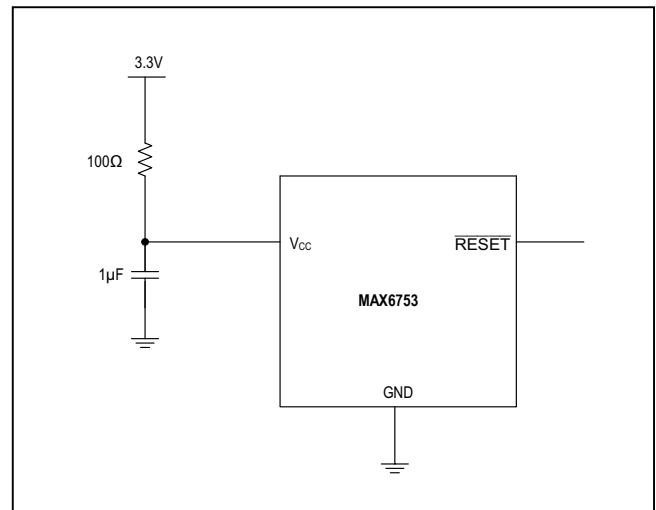 3.3V
100Ω
1µF
VCC
RESET
MAX6753
GND